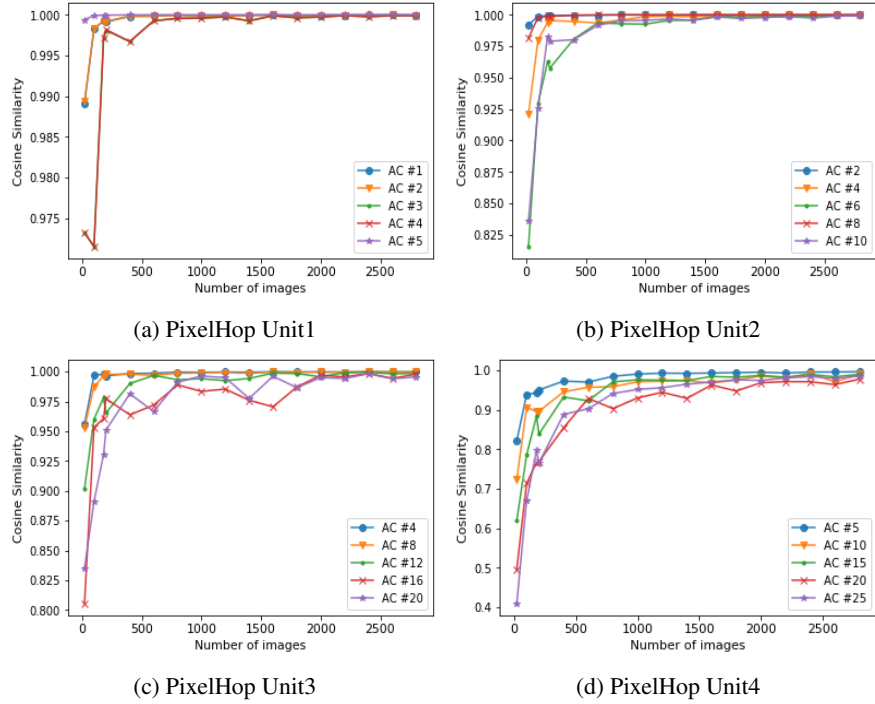 1.000
0.995
0.990
0.985
0.980
0.975
Cosine Similarity
0 500 1000 1500 2000 2500
Number of images
AC #1
AC #2
AC #3
AC #4
AC #5
(a) PixelHop Unit1
1.000
0.975
0.950
0.925
0.900
0.875
0.850
0.825
Cosine Similarity
0 500 1000 1500 2000 2500
Number of images
AC #2
AC #4
AC #6
AC #8
AC #10
(b) PixelHop Unit2
1.000
0.975
0.950
0.925
0.900
0.875
0.850
0.825
0.800
Cosine Similarity
0 500 1000 1500 2000 2500
Number of images
AC #4
AC #8
AC #12
AC #16
AC #20
(c) PixelHop Unit3
1.0
0.9
0.8
0.7
0.6
0.5
0.4
Cosine Similarity
0 500 1000 1500 2000 2500
Number of images
AC #5
AC #10
AC #15
AC #20
AC #25
(d) PixelHop Unit4